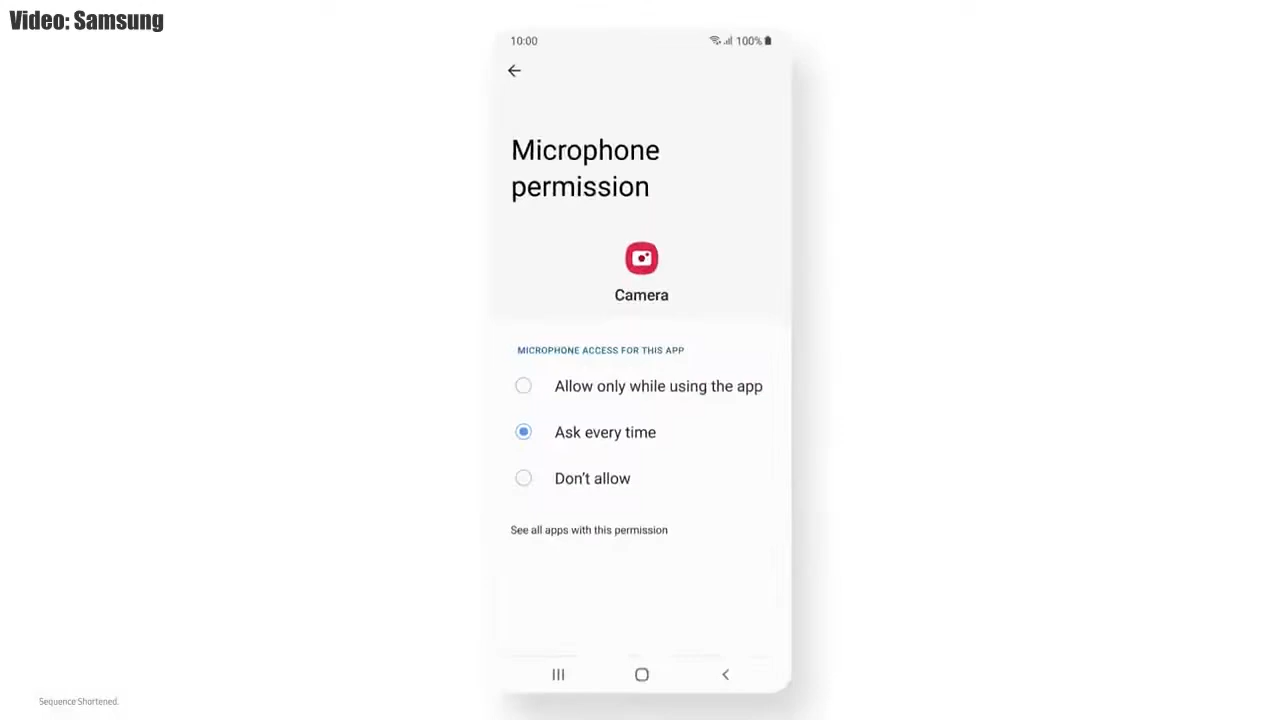 Video: Samsung
10:00
100%
Microphone
permission
Camera
MICROPHONE ACCESS FOR THIS APP
Allow only while using the app
Ask every time
Don't allow
See all apps with this permission
Sequence Shortened.